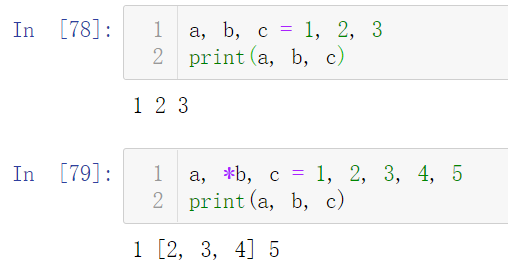 In [78]: 1 a, b, c = 1, 2, 3
2 print(a, b, c)
1 2 3
In [79]: 1 a, *b, c = 1, 2, 3, 4, 5
2 print(a, b, c)
1 [2, 3, 4] 5